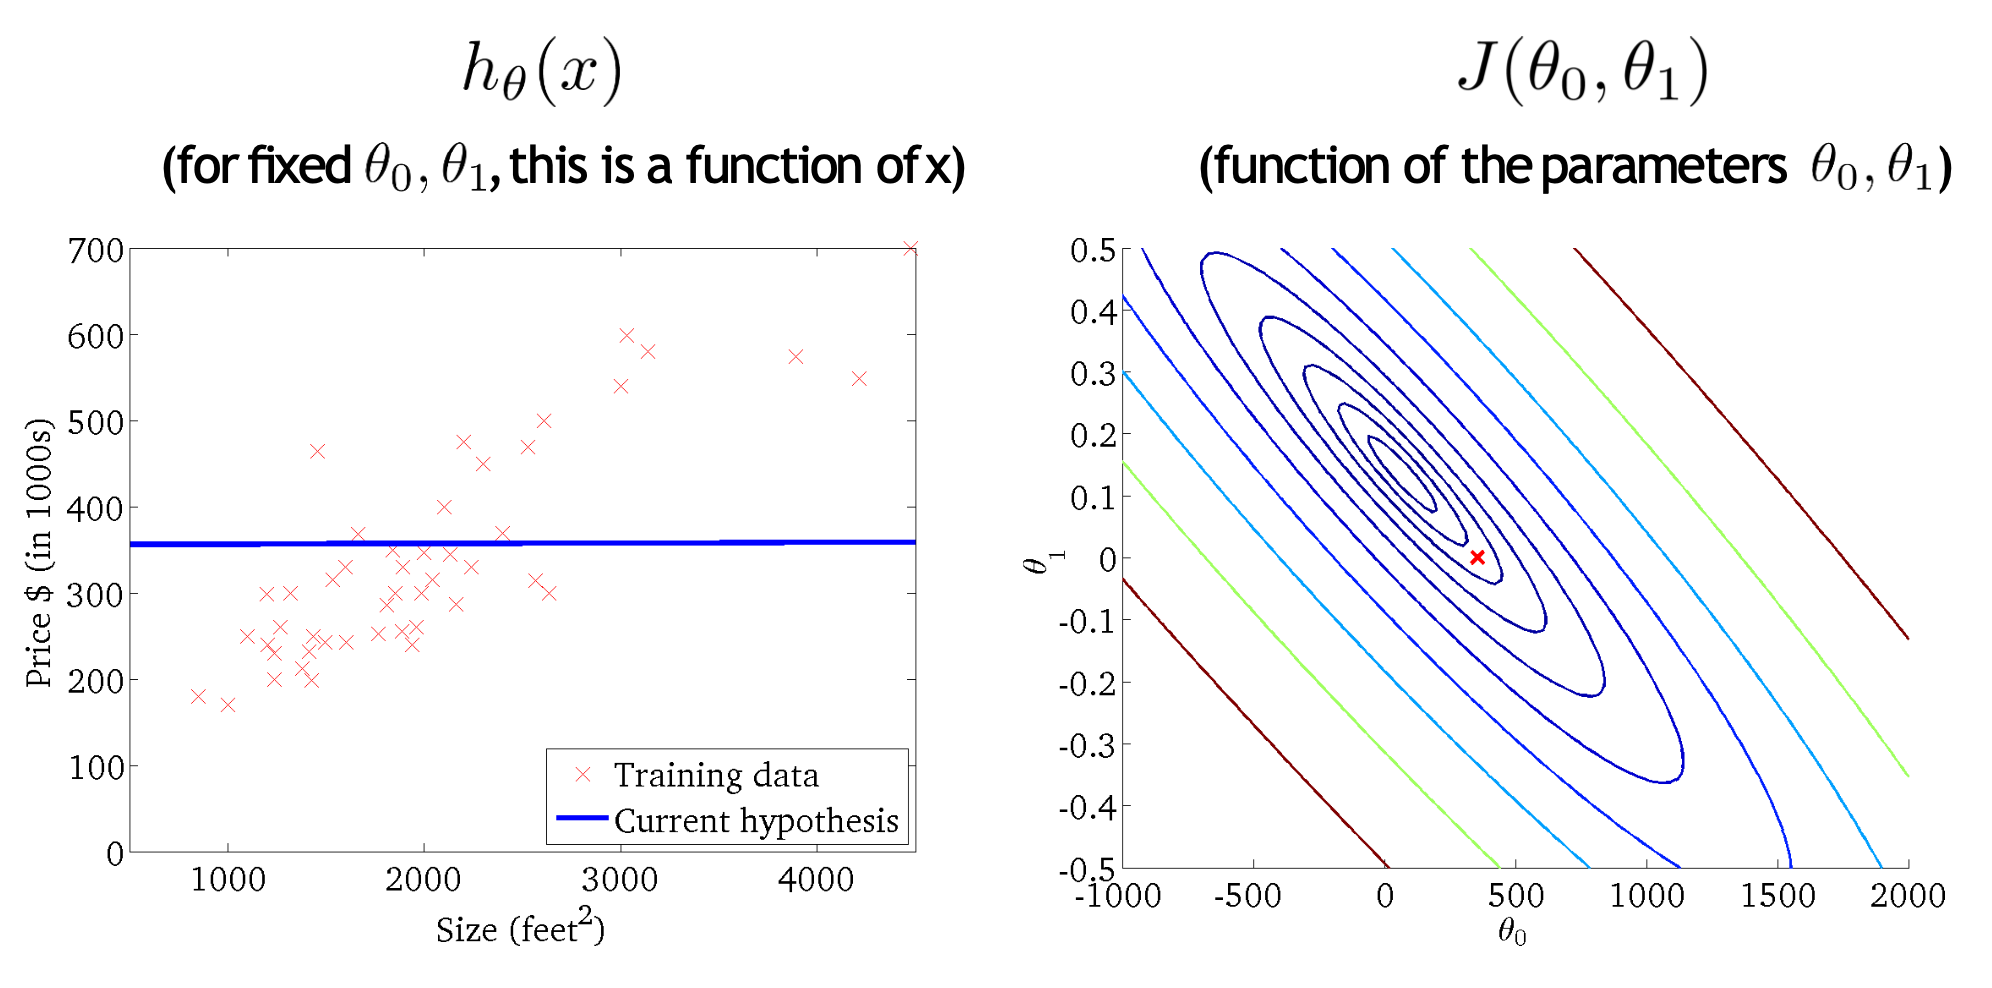 hθ(x)
(for fixed θ0, θ1, this is a function of x)
700
600
500
400
300
200
100
0
Price $ (in 1000s)
Training data
Current hypothesis
1000 2000 3000 4000
Size (feet2)
J(θ0, θ1)
(function of the parameters θ0, θ1)
0.5
0.4
0.3
0.2
0.1
0
-0.1
-0.2
-0.3
-0.4
-0.5
θ1
-1000 -500 0 500 1000 1500 2000
θ0